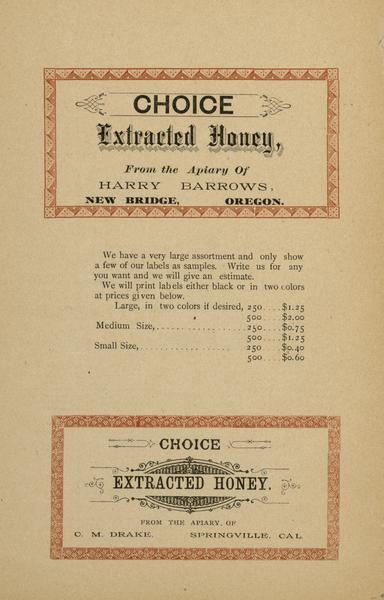 CHOICE
Extracted Honey,
From the Apiary Of
HARRY BARROWS,
NEW BRIDGE, OREGON.
We have a very large assortment and only show
a few of our labels as samples. Write us for any
you want and we will give an estimate.
We will print labels either black or in two colors
at prices given below.
Large, in two colors if desired, 250....$1.25
500....$2.00
Medium Size,......................250....$0.75
500....$1.25
Small Size,......................250 ....$0.40
500....$0.60
CHOICE
EXTRACTED HONEY.
FROM THE APIARY, OF
C. M. DRAKE. SPRINGVILLE, CAL.